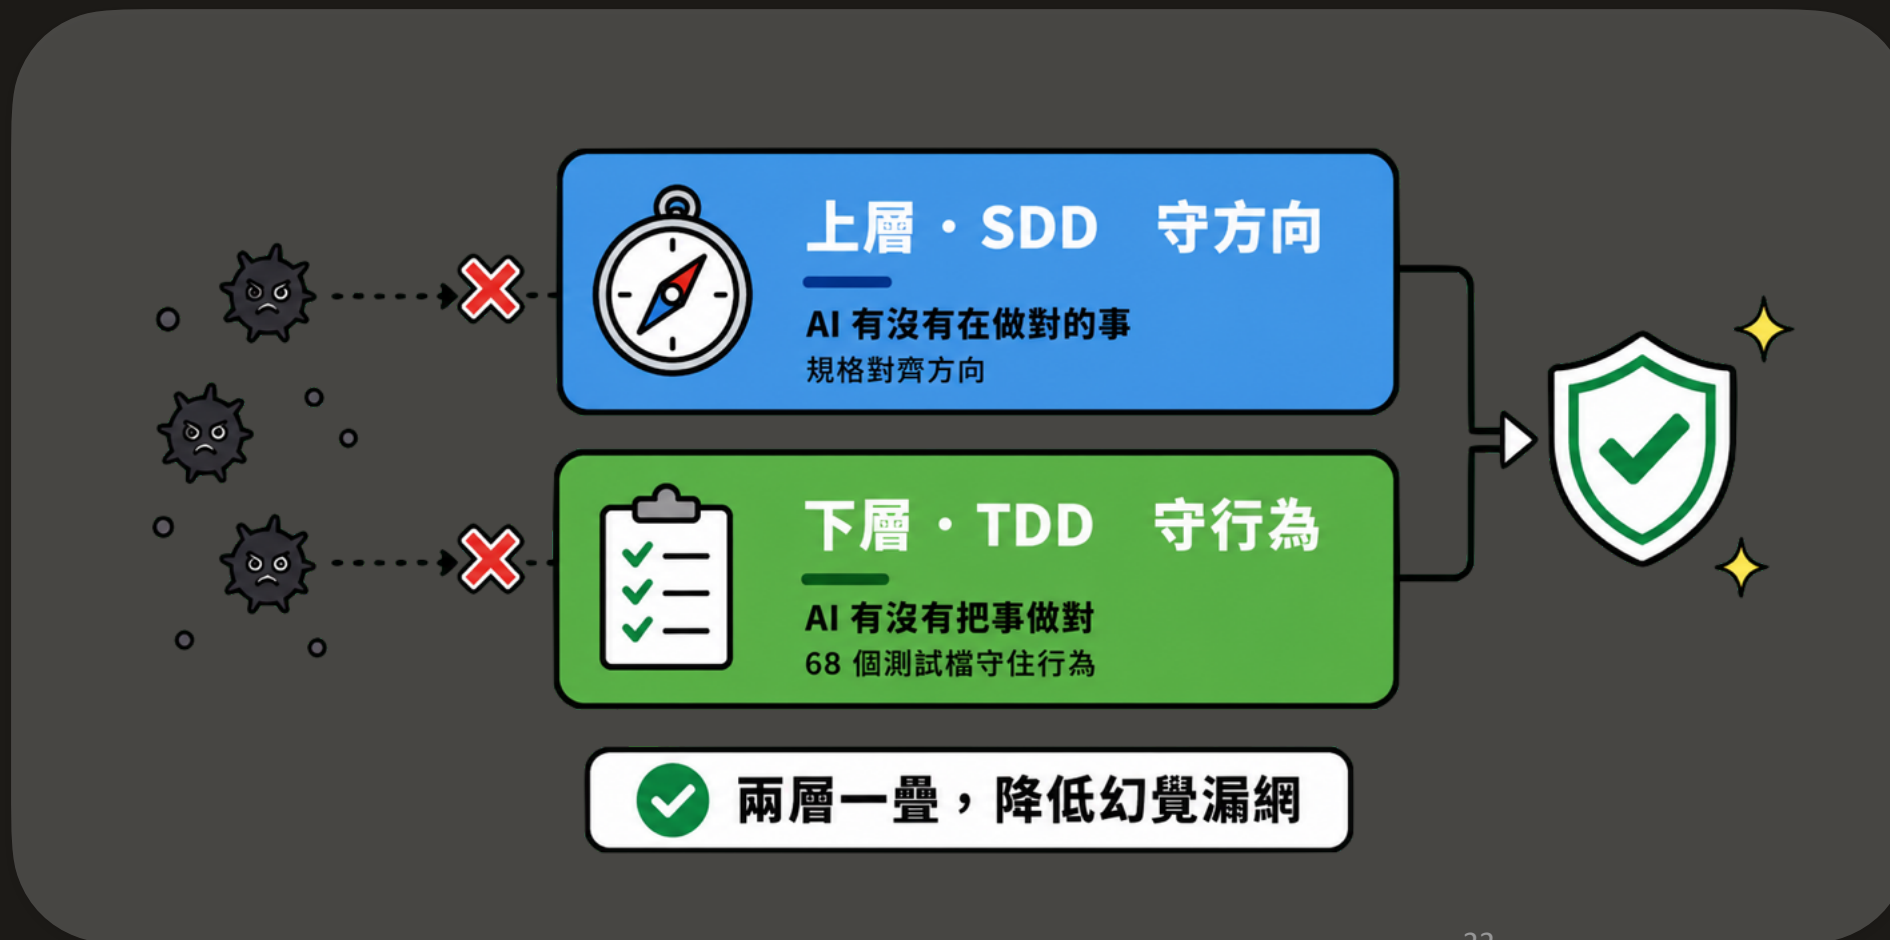 上層・SDD 守方向
AI 有沒有在做對的事
規格對齊方向
下層・TDD 守行為
AI 有沒有把事做對
68 個測試檔守住行為
兩層一疊，降低幻覺漏網